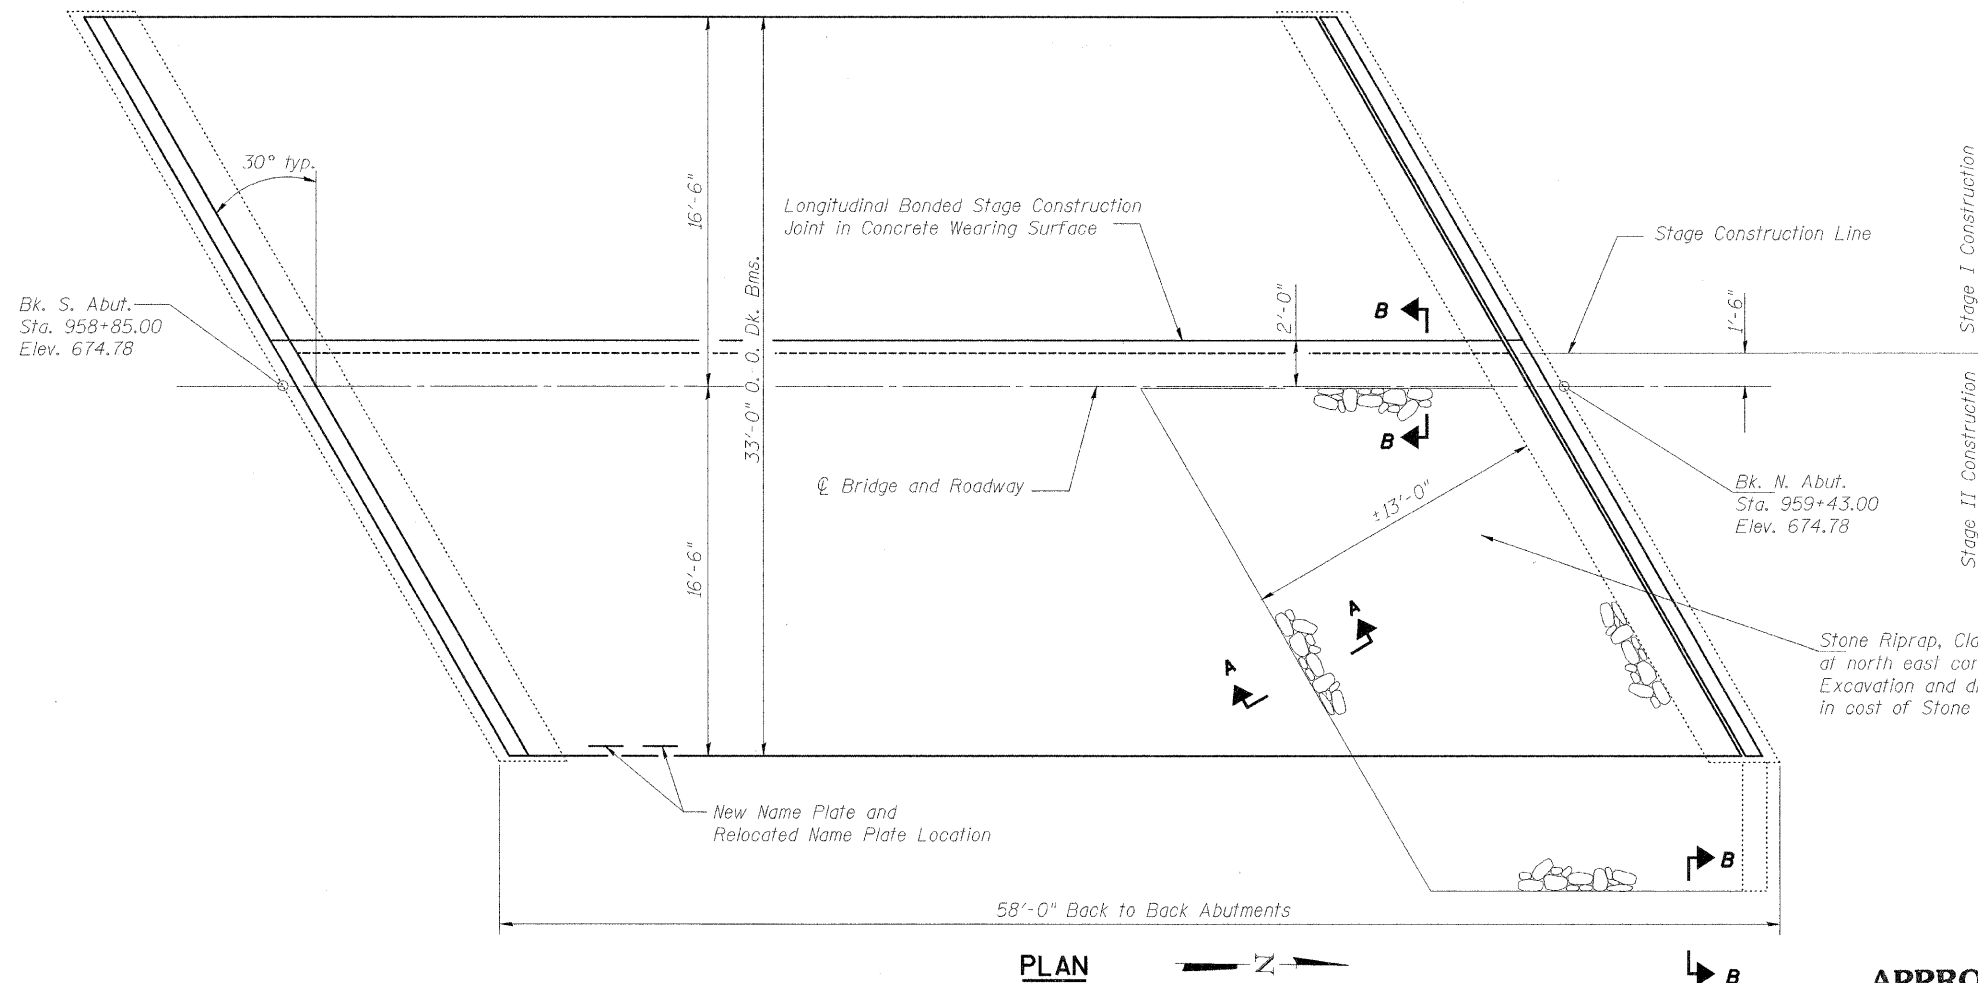 30° typ.
16'-6"
33'-0" O.-O. Dk. Bms.
Longitudinal Bonded Stage Construction
Joint in Concrete Wearing Surface
Stage Construction Line
Stage I Construction
Bk. S. Abut.
Sta. 958+85.00
Elev. 674.78
B
2'-0"
1'-6"
B
℄ Bridge and Roadway
±13'-0"
Bk. N. Abut.
Sta. 959+43.00
Elev. 674.78
Stage II Construction
16'-6"
A
A
Stone Riprap,
at north east
Excavation and
in cost of Stone
New Name Plate and
Relocated Name Plate Location
B
58'-0" Back to Back Abutments
PLAN
N
B